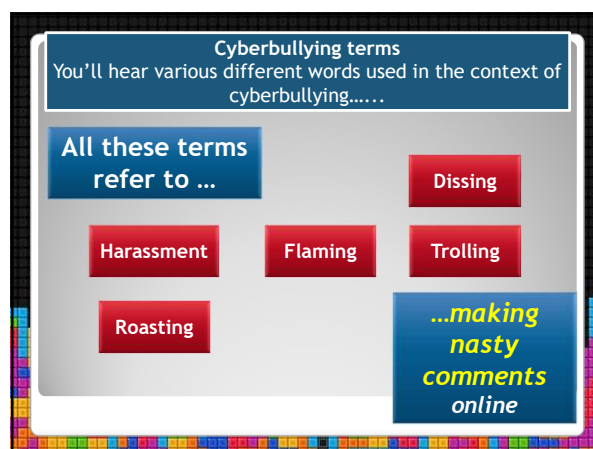 Cyberbullying terms
You’ll hear various different words used in the context of
cyberbullying…...
All these terms
refer to …
Dissing
Harassment
Flaming
Trolling
Roasting
…making
nasty
comments
online